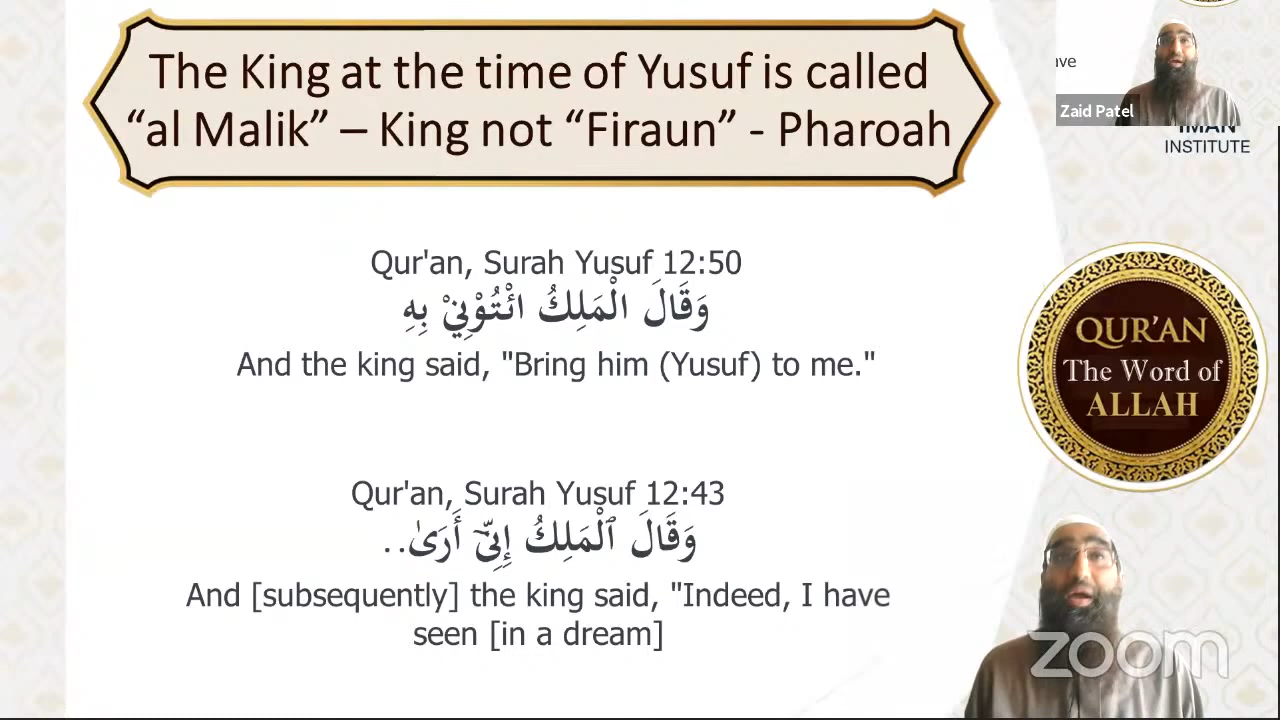 The King at the time of Yusuf is called
“al Malik” – King not “Firaun” - Pharoah
Qur'an, Surah Yusuf 12:50
وَقَالَ الْمَلِكُ ائْتُوْنِيْ بِهِ
And the king said, "Bring him (Yusuf) to me."
Qur'an, Surah Yusuf 12:43
وَقَالَ ٱلْمَلِكُ إِنِّىٓ أَرَىٰ..
And [subsequently] the king said, "Indeed, I have
seen [in a dream]
ave
Zaid Patel
IMAN
INSTITUTE
QUR’AN
The Word of
ALLAH
zoom